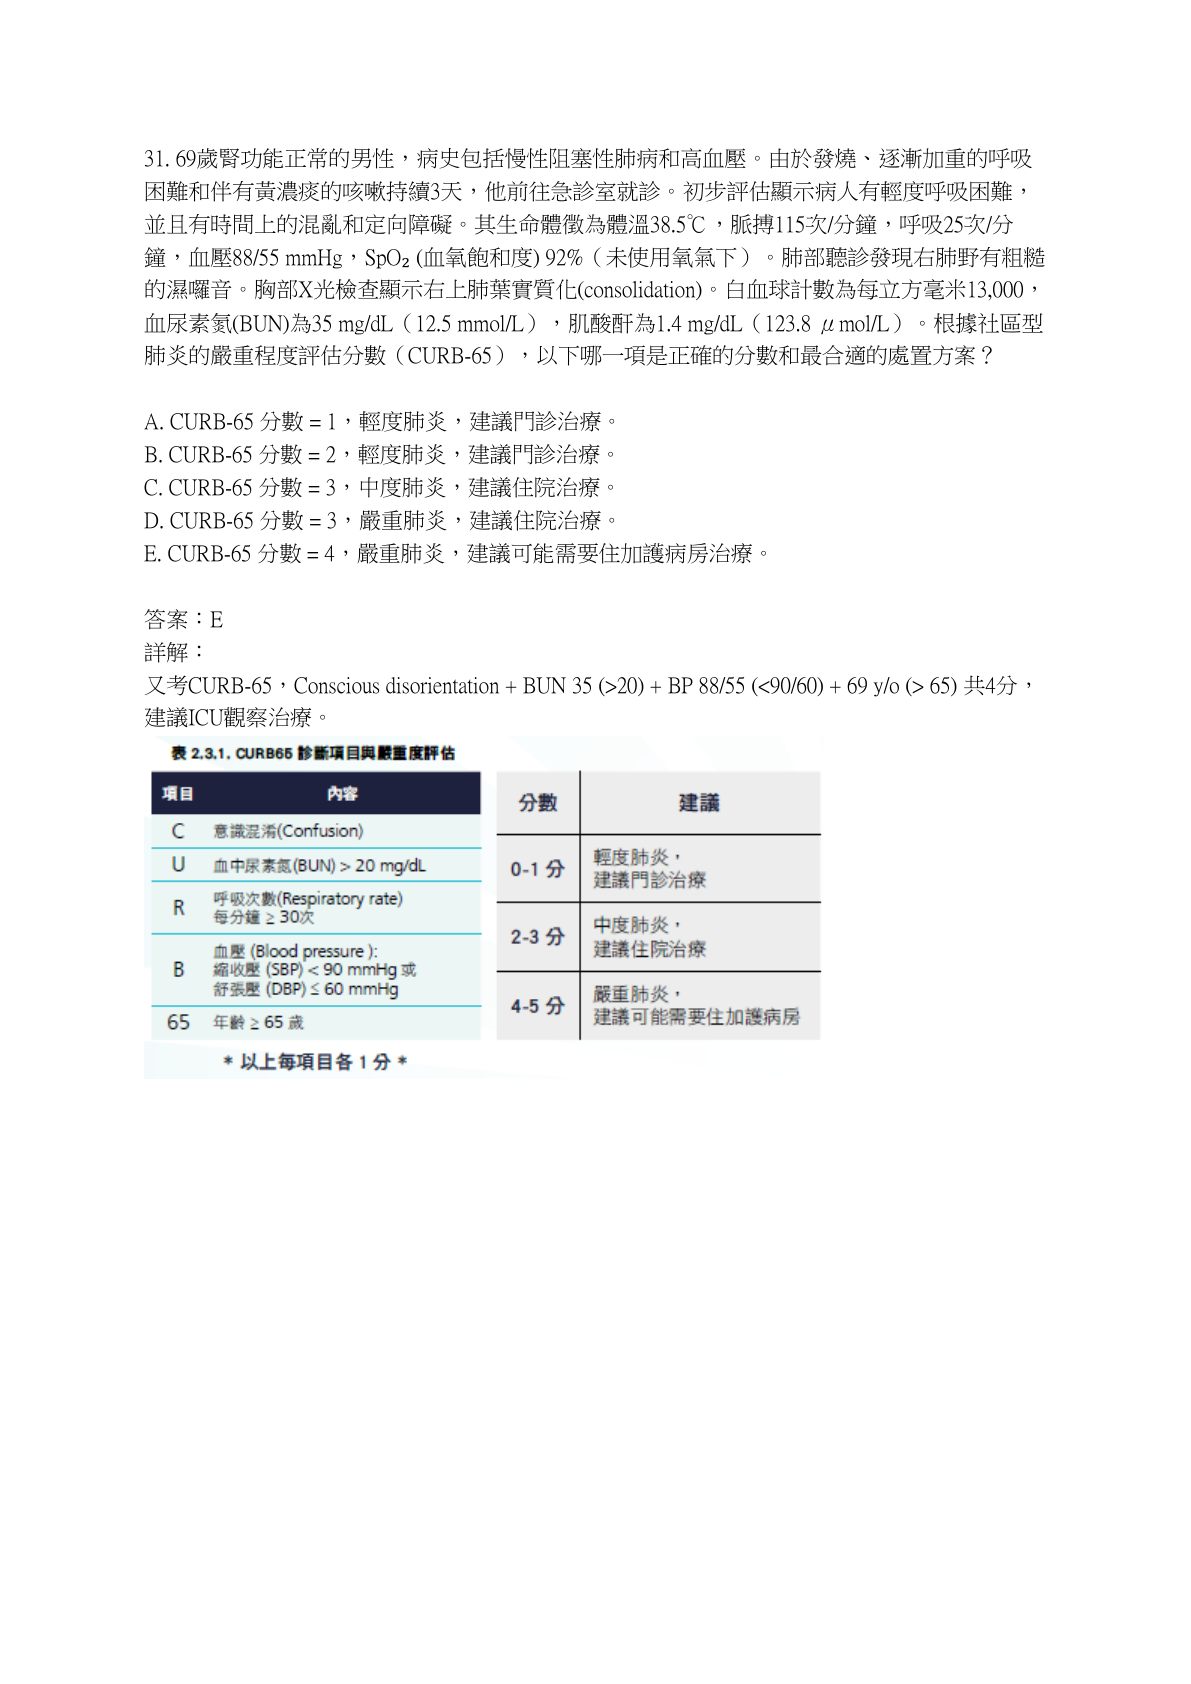 31. 69歲腎功能正常的男性，病史包括慢性阻塞性肺病和高血壓。由於發燒、逐漸加重的呼吸
困難和伴有黃濃痰的咳嗽持續3天，他前往急診室就診。初步評估顯示病人有輕度呼吸困難，
並且有時間上的混亂和定向障礙。其生命體徵為體溫38.5℃，脈搏115次/分鐘，呼吸25次/分
鐘，血壓88/55 mmHg，SpO₂ (血氧飽和度) 92%（未使用氧氣下）。肺部聽診發現右肺野有粗糙
的濕囉音。胸部X光檢查顯示右上肺葉實質化(consolidation)。白血球計數為每立方毫米13,000，
血尿素氮(BUN)為35 mg/dL（12.5 mmol/L），肌酸酐為1.4 mg/dL（123.8 μmol/L）。根據社區型
肺炎的嚴重程度評估分數（CURB-65），以下哪一項是正確的分數和最合適的處置方案？
A. CURB-65 分數 = 1，輕度肺炎，建議門診治療。
B. CURB-65 分數 = 2，輕度肺炎，建議門診治療。
C. CURB-65 分數 = 3，中度肺炎，建議住院治療。
D. CURB-65 分數 = 3，嚴重肺炎，建議住院治療。
E. CURB-65 分數 = 4，嚴重肺炎，建議可能需要住加護病房治療。
答案：E
詳解：
又考CURB-65，Conscious disorientation + BUN 35 (>20) + BP 88/55 (<90/60) + 69 y/o (> 65) 共4分，
建議ICU觀察治療。
表 2.3.1. CURB65 診斷項目與嚴重度評估
項目 內容
C 意識混淆(Confusion)
U 血中尿素氮(BUN) > 20 mg/dL
R 呼吸次數(Respiratory rate)
每分鐘 ≥ 30次
B 血壓 (Blood pressure ):
縮收壓 (SBP) < 90 mmHg 或
舒張壓 (DBP) ≤ 60 mmHg
65 年齡 ≥ 65 歲
* 以上每項目各 1 分 *
分數 建議
0-1 分 輕度肺炎，
建議門診治療
2-3 分 中度肺炎，
建議住院治療
4-5 分 嚴重肺炎，
建議可能需要住加護病房